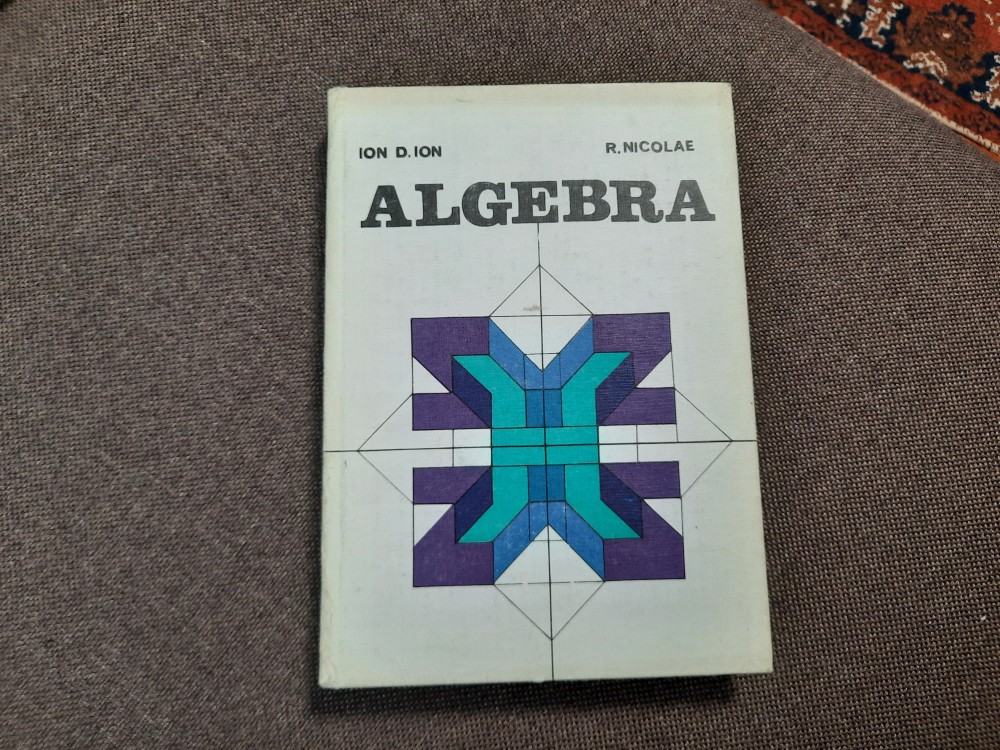 ION D. ION R. NICOLAE
ALGEBRA